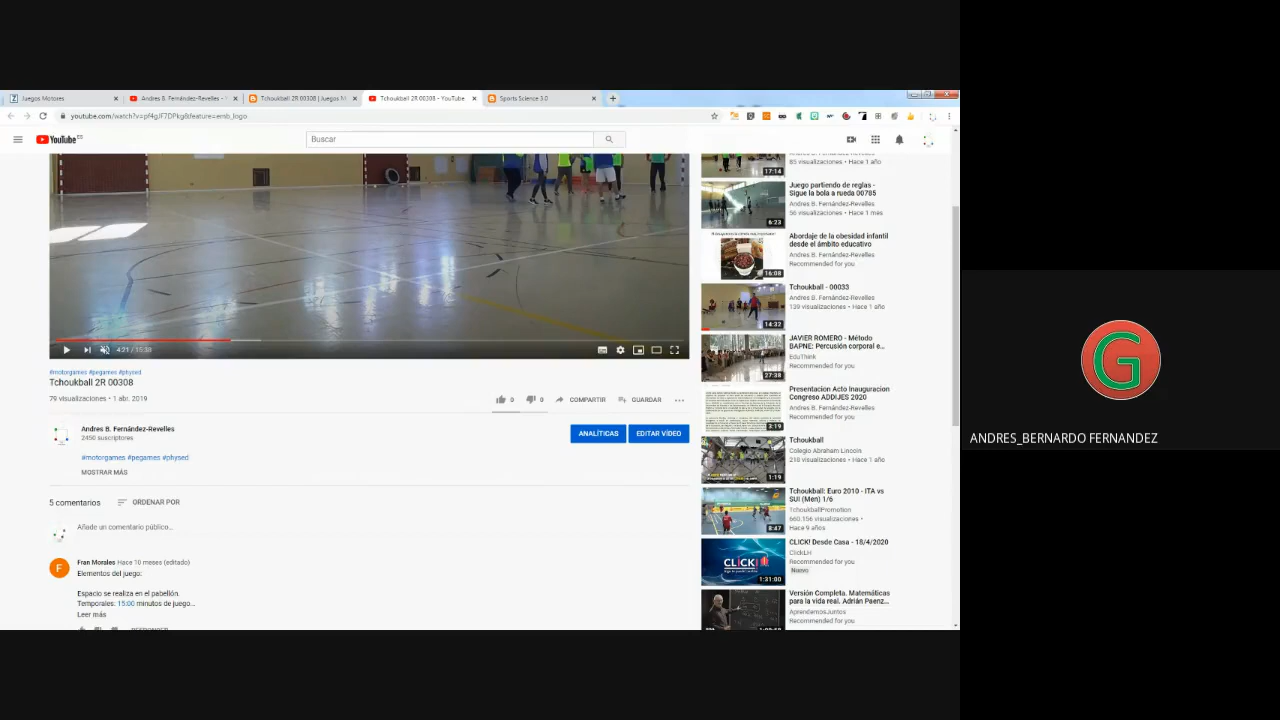 Juegos Motores
Andres B. Fernández-Revelles -
Tchoukball 2R 00308 | Juegos M
Tchoukball 2R 00308 - YouTube
Sports Science 3.0
youtube.com/watch?v=pf4gJF7DPkg&feature=emb_logo
YouTube ES
Buscar
4:21 / 15:38
#motorgames #pegames #physed
Tchoukball 2R 00308
79 visualizaciones • 1 abr. 2019
0
0
COMPARTIR
GUARDAR
Andres B. Fernández-Revelles
2450 suscriptores
ANALÍTICAS
EDITAR VÍDEO
#motorgames #pegames #physed
MOSTRAR MÁS
5 comentarios
ORDENAR POR
Añade un comentario público...
F
Fran Morales Hace 10 meses (editado)
Elementos del juego:
Espacio se realiza en el pabellón.
Temporales: 15:00 minutos de juego...
Leer más
RESPONDER
85 visualizaciones • Hace 1 año
17:14
Juego partiendo de reglas -
Sigue la bola a rueda 00785
Andres B. Fernández-Revelles
56 visualizaciones • Hace 1 mes
6:23
Abordaje de la obesidad infantil
desde el ámbito educativo
Andres B. Fernández-Revelles
Recommended for you
16:08
Tchoukball - 00033
Andres B. Fernández-Revelles
139 visualizaciones • Hace 1 año
14:32
JAVIER ROMERO - Método
BAPNE: Percusión corporal e...
EduThink
Recommended for you
27:38
Presentacion Acto Inauguracion
Congreso ADDIJES 2020
Andres B. Fernández-Revelles
Recommended for you
3:19
Tchoukball
Colegio Abraham Lincoln
218 visualizaciones • Hace 1 año
1:19
Tchoukball: Euro 2010 - ITA vs
SUI (Men) 1/6
TchoukballPromotion
660.156 visualizaciones •
Hace 9 años
8:47
CLICK! Desde Casa - 18/4/2020
ClickLH
Recommended for you
Nuevo
CLICK!
1:31:00
Versión Completa. Matemáticas
para la vida real. Adrián Paenz...
AprendemosJuntos
Recommended for you
G
ANDRES_BERNARDO FERNANDEZ